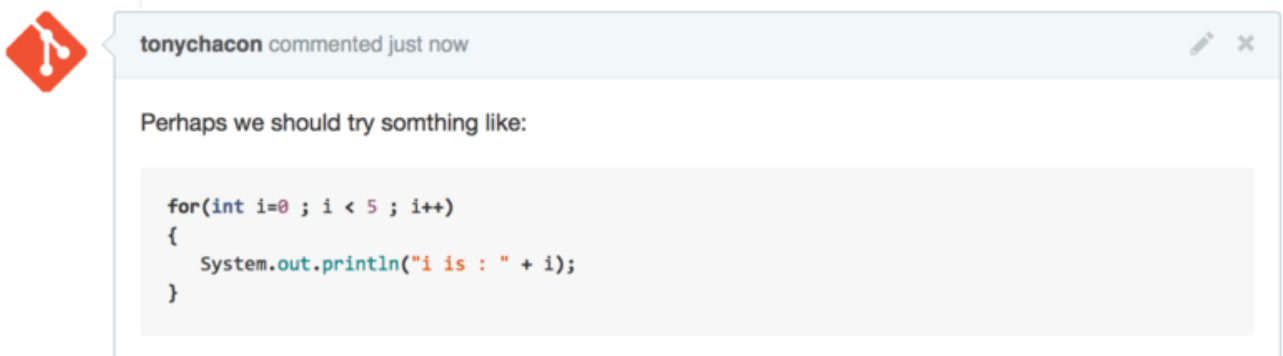 tonychacon commented just now
Perhaps we should try somthing like:
for(int i=0 ; i < 5 ; i++)
{
System.out.println("i is : " + i);
}